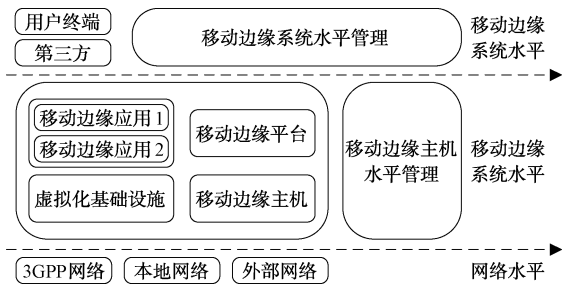 用户终端
第三方
移动边缘系统水平管理
移动边缘
系统水平
移动边缘应用1
移动边缘应用2
移动边缘平台
虚拟化基础设施
移动边缘主机
移动边缘主机
水平管理
移动边缘
系统水平
3GPP网络
本地网络
外部网络
网络水平